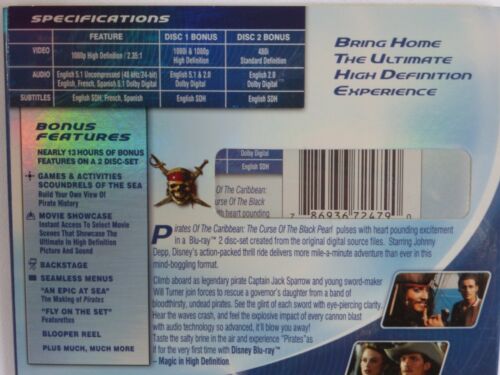 SPECIFICATIONS
FEATURE DISC 1 BONUS DISC 2 BONUS
VIDEO 1080p High Definition / 2.35:1 1080i & 1080p High Definition 480i Standard Definition
AUDIO English 5.1 Uncompressed (48 kHz/24-bit) English, French, Spanish 5.1 Dolby Digital English 5.1 & 2.0 Dolby Digital English 2.0 Dolby Digital
SUBTITLES English SDH, French, Spanish English SDH English SDH
BRING HOME
THE ULTIMATE
HIGH DEFINITION
EXPERIENCE
BONUS
FEATURES
NEARLY 13 HOURS OF BONUS
FEATURES ON A 2 DISC-SET
GAMES & ACTIVITIES
SCOUNDRELS OF THE SEA
Build Your Own View Of
Pirate History
MOVIE SHOWCASE
Instant Access To Select Movie
Scenes That Showcase The
Ultimate In High Definition
Picture And Sound
BACKSTAGE
SEAMLESS MENUS
"AN EPIC AT SEA"
The Making of Pirates
"FLY ON THE SET"
Featurettes
BLOOPER REEL
PLUS MUCH, MUCH MORE
Dolby Digital
English SDH
Of The Caribbean:
urse Of The Black
with heart pounding
7 86936 72479 0
Pirates Of The Caribbean: The Curse Of The Black Pearl pulses with heart pounding excitement
in a Blu-ray™ 2 disc-set created from the original digital source files. Starring Johnny
Depp, Disney's action-packed thrill ride delivers more mile-a-minute adventure than ever in this
mind-boggling format.
Climb aboard as legendary pirate Captain Jack Sparrow and young sword-maker
Will Turner join forces to rescue a governor's daughter from a band of
bloodthirsty, undead pirates. See the glint of each sword with eye-piercing clarity.
Hear the waves crash, and feel the explosive impact of every cannon blast
with audio technology so advanced, it'll blow you away!
Taste the salty brine in the air and experience "Pirates" as
if for the very first time with Disney Blu-ray™
– Magic in High Definition.